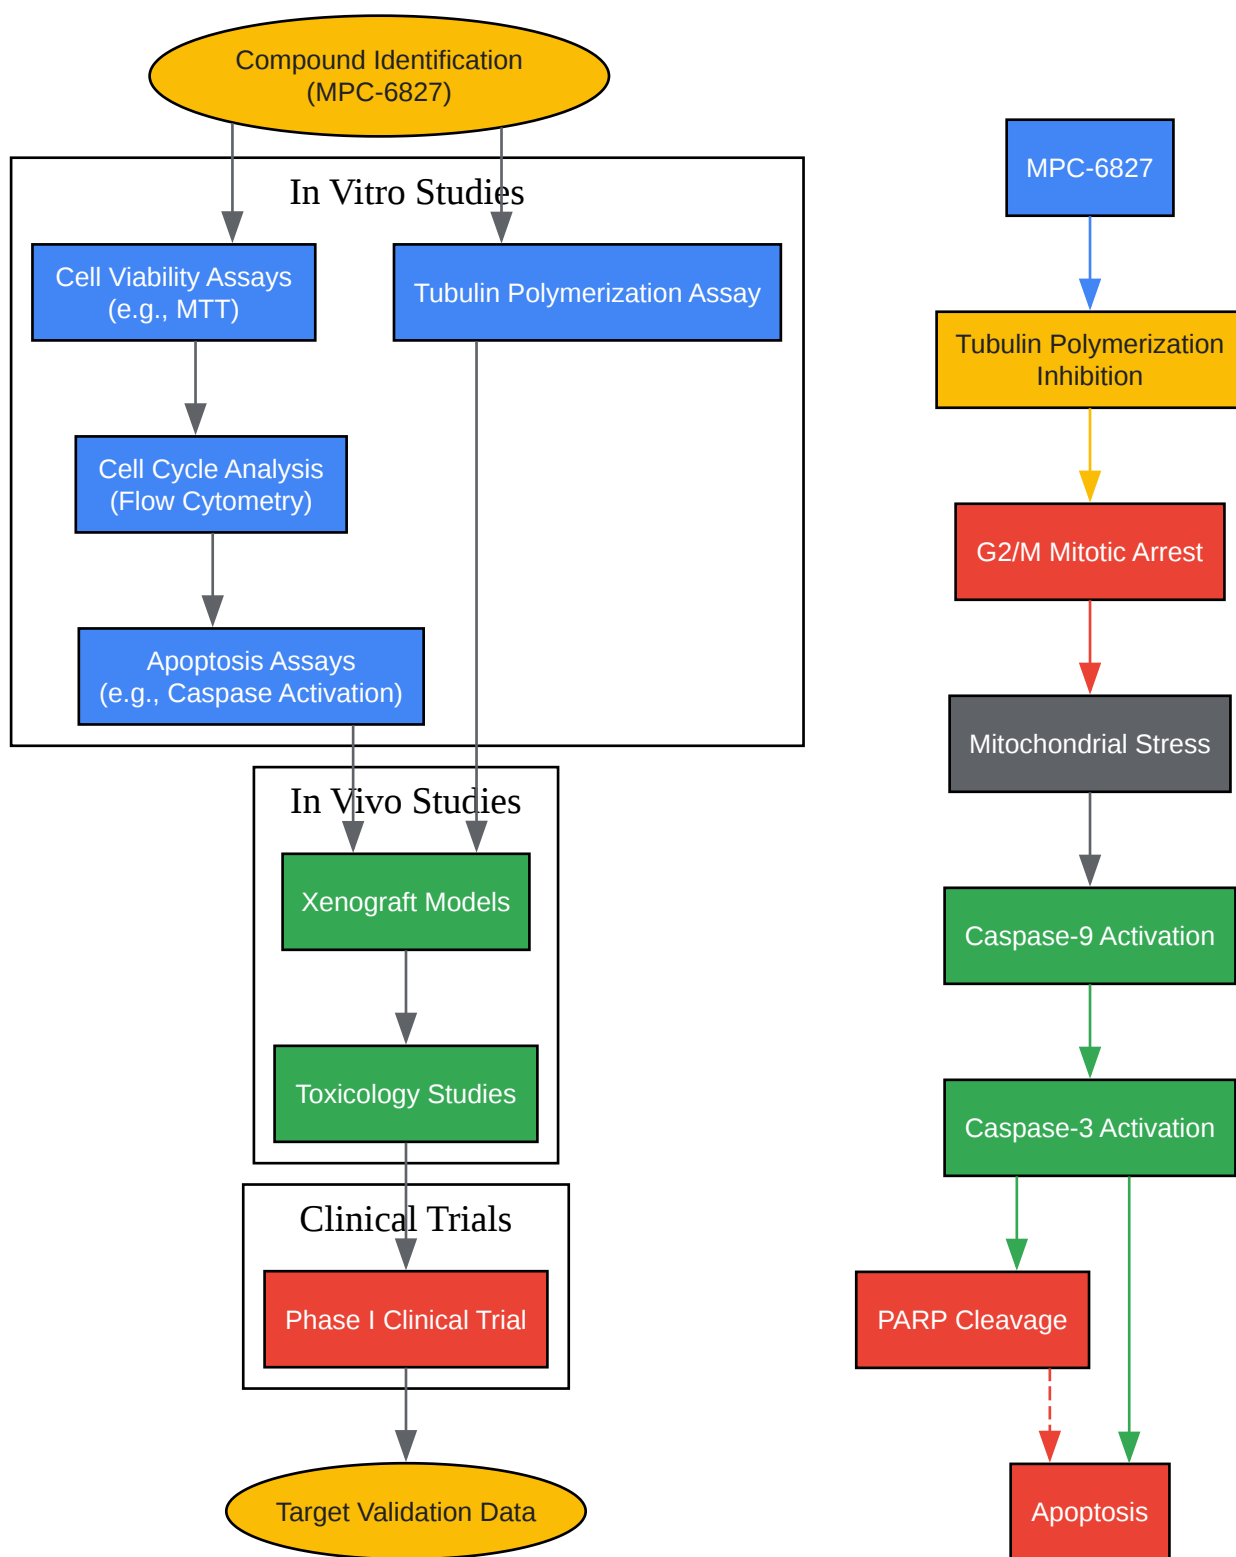 Compound Identification
(MPC-6827)
In Vitro Studies
Cell Viability Assays
(e.g., MTT)
Tubulin Polymerization Assay
Cell Cycle Analysis
(Flow Cytometry)
Apoptosis Assays
(e.g., Caspase Activation)
In Vivo Studies
Xenograft Models
Toxicology Studies
Clinical Trials
Phase I Clinical Trial
Target Validation Data
MPC-6827
Tubulin Polymerization
Inhibition
G2/M Mitotic Arrest
Mitochondrial Stress
Caspase-9 Activation
Caspase-3 Activation
PARP Cleavage
Apoptosis